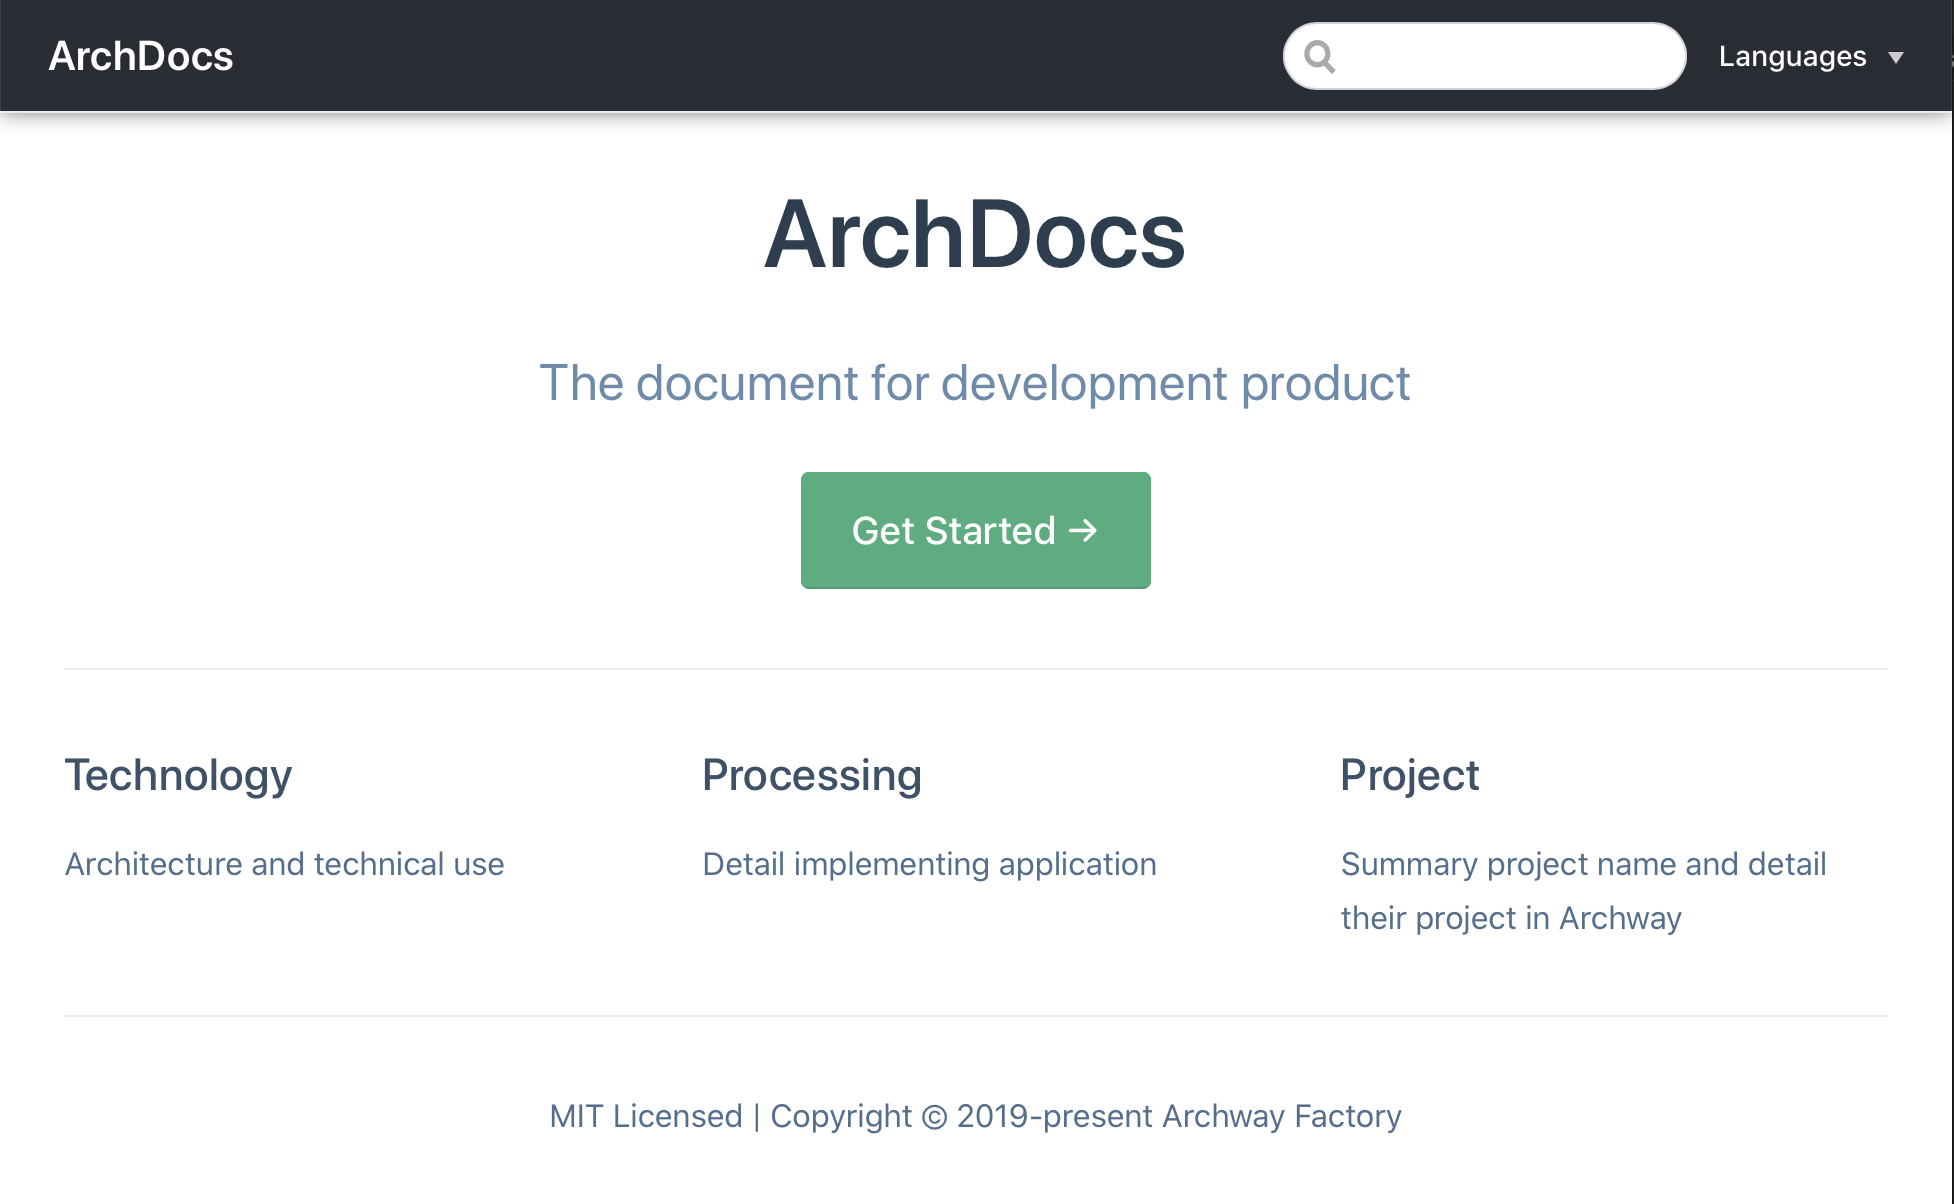 ArchDocs
Languages ▼
ArchDocs
The document for development product
Get Started →
Technology
Architecture and technical use
Processing
Detail implementing application
Project
Summary project name and detail
their project in Archway
MIT Licensed | Copyright © 2019-present Archway Factory